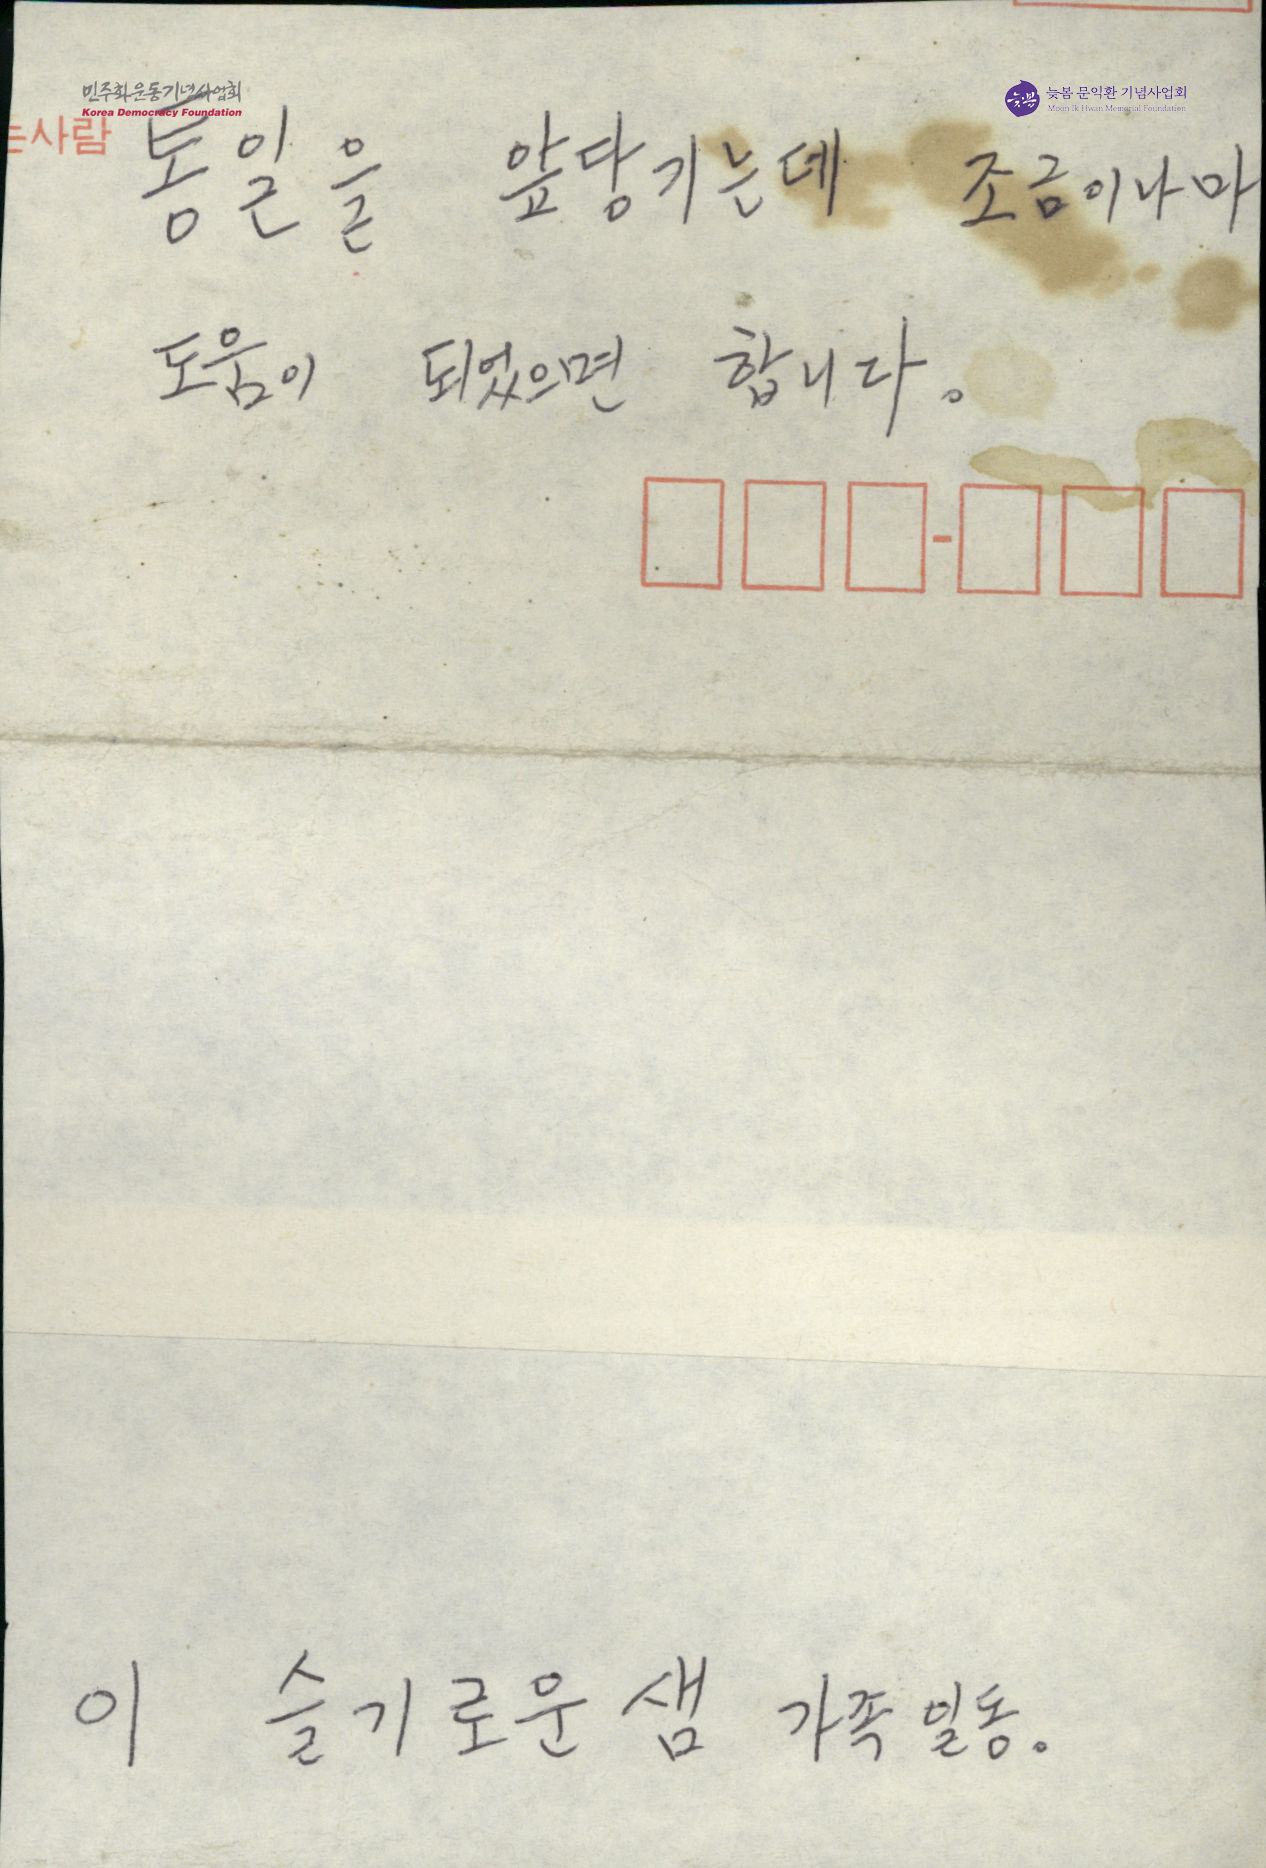 민주화운동기념사업회
Korea Democracy Foundation
늦봄
늦봄 문익환 기념사업회
Moon Ik Hwan Memorial Foundation
는사람
통일을 앞당기는데 조금이나마
도움이 되었으면 합니다。
이 슬기로운샘 가족일동。